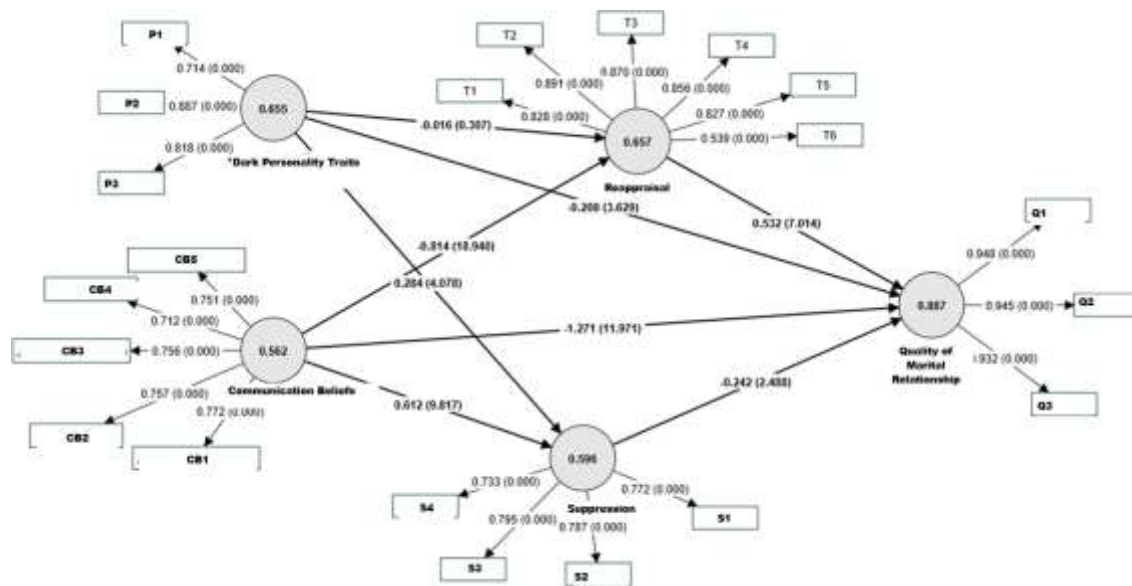 P1
0.714 (0.000)
P2
0.887 (0.000)
0.655
0.818 (0.000)
P3
*Dark Personality Traits
T1
T2
T3
T4
T5
T6
0.828 (0.000)
0.891 (0.000)
0.870 (0.000)
0.856 (0.000)
0.827 (0.000)
0.539 (0.000)
0.657
Reappraisal
-0.016 (0.307)
-0.208 (3.629)
-0.814 (18.940)
0.284 (4.078)
0.532 (7.014)
-1.271 (11.971)
0.612 (9.817)
-0.242 (2.488)
CB5
CB4
CB3
CB2
CB1
0.751 (0.000)
0.712 (0.000)
0.756 (0.000)
0.757 (0.000)
0.772 (0.000)
0.562
Communication Beliefs
Q1
0.948 (0.000)
0.887
0.945 (0.000)
Q2
Quality of
Marital
Relationship
0.932 (0.000)
Q3
0.596
Suppression
0.733 (0.000)
S4
0.795 (0.000)
S3
0.787 (0.000)
S2
0.772 (0.000)
S1